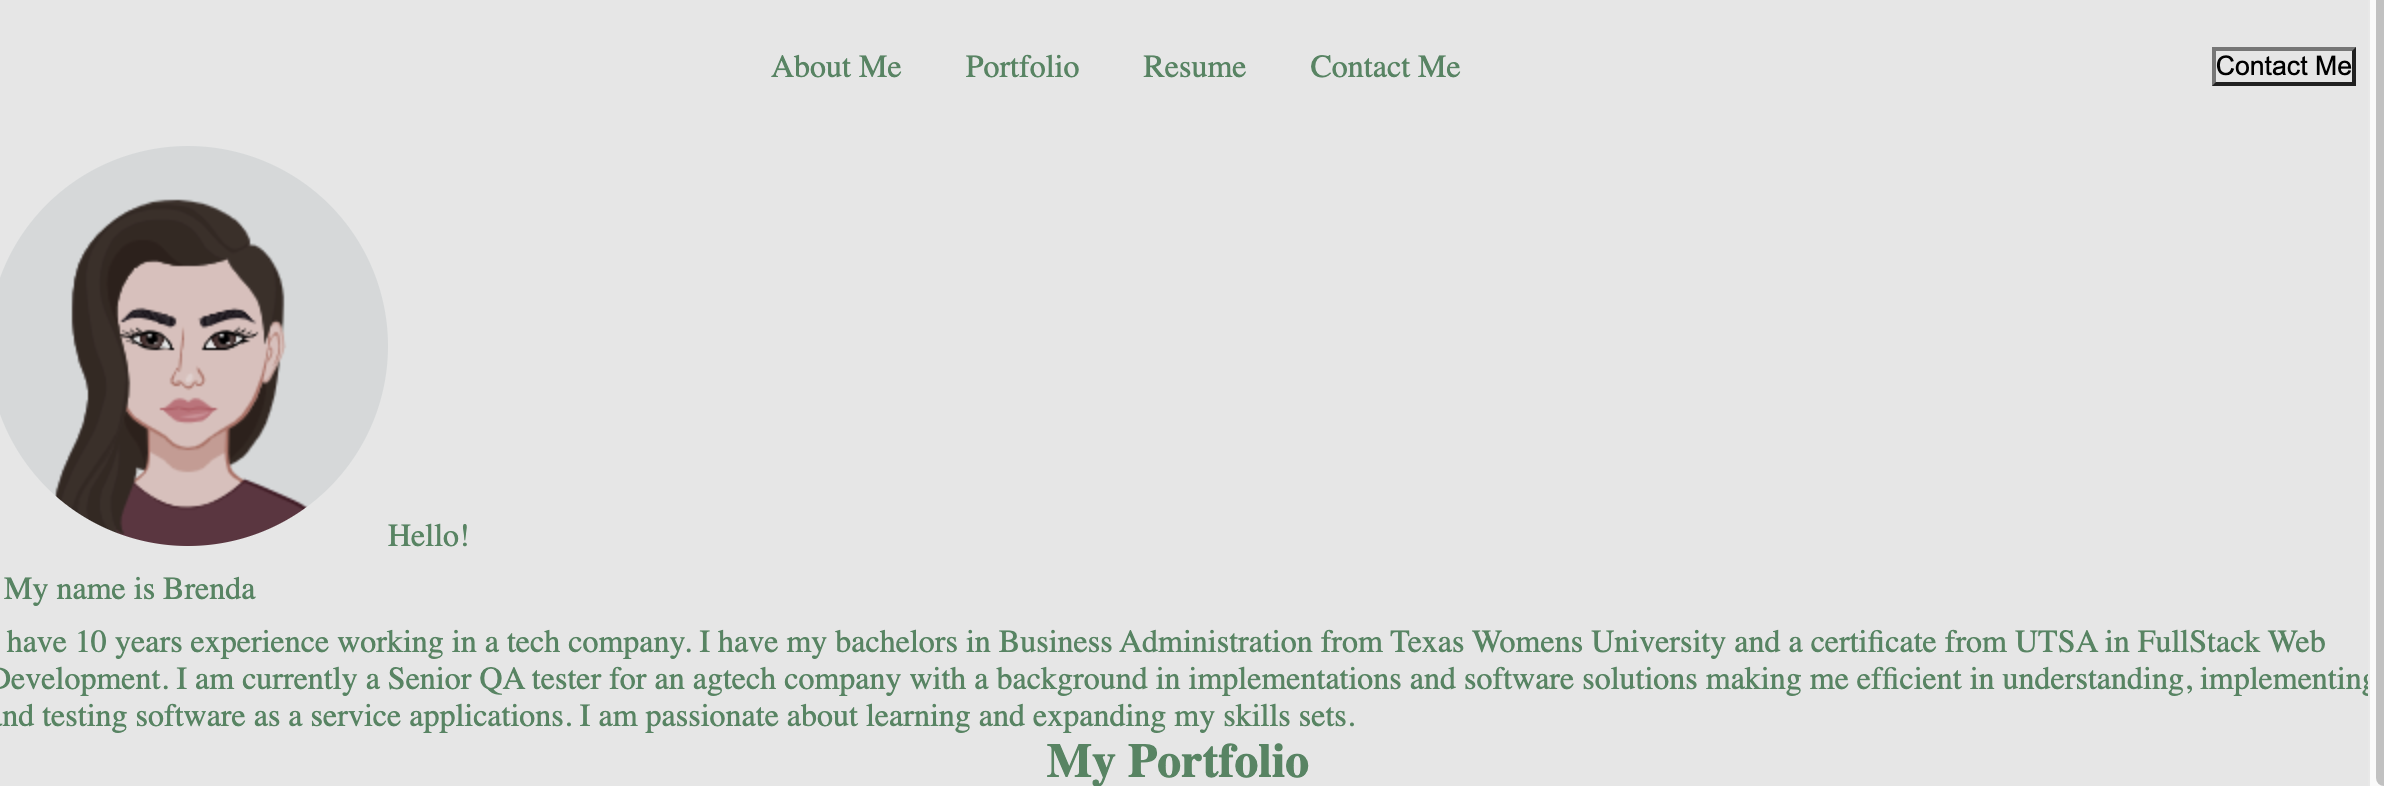 About Me Portfolio Resume Contact Me Contact Me
Hello!
My name is Brenda
have 10 years experience working in a tech company. I have my bachelors in Business Administration from Texas Womens University and a certificate from UTSA in FullStack Web
Development. I am currently a Senior QA tester for an agtech company with a background in implementations and software solutions making me efficient in understanding, implementing
and testing software as a service applications. I am passionate about learning and expanding my skills sets.
My Portfolio